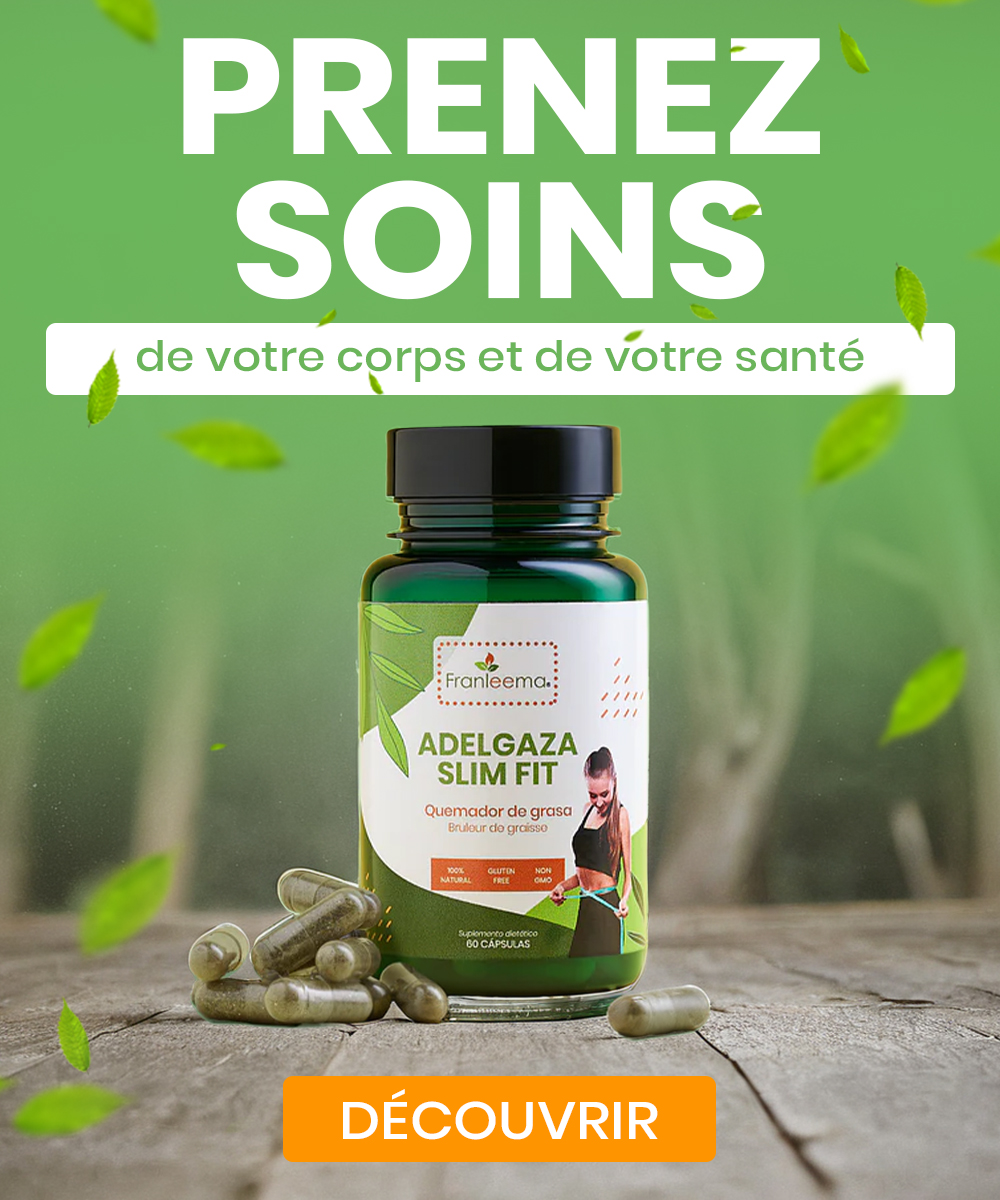 PRENEZ
SOINS
de votre corps et de votre santé
Franleema
ADELGAZA
SLIM FIT
Quemador de grasa
Bruleur de graisse
100% GLUTEN NON
NATURAL FREE GMO
Suplemento dietético
60 CÁPSULAS
DÉCOUVRIR